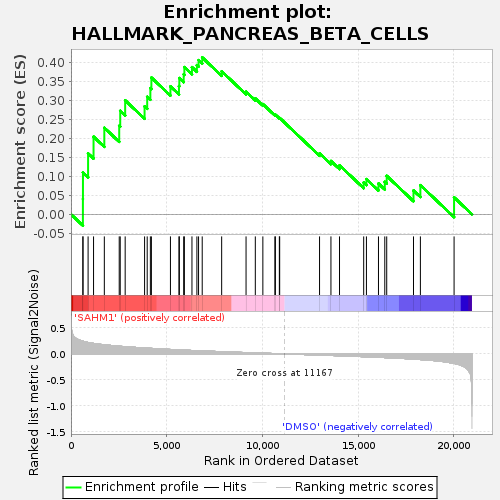 Enrichment plot:
HALLMARK_PANCREAS_BETA_CELLS
Enrichment score (ES)
0.40
0.35
0.30
0.25
0.20
0.15
0.10
0.05
0.00
-0.05
'SAHM1' (positively correlated)
Ranked list metric (Signal2Noise)
0.5
0.0
-0.5
-1.0
-1.5
Zero cross at 11167
'DMSO' (negatively correlated)
0
5,000
10,000
15,000
20,000
Rank in Ordered Dataset
Enrichment profile
Hits
Ranking metric scores